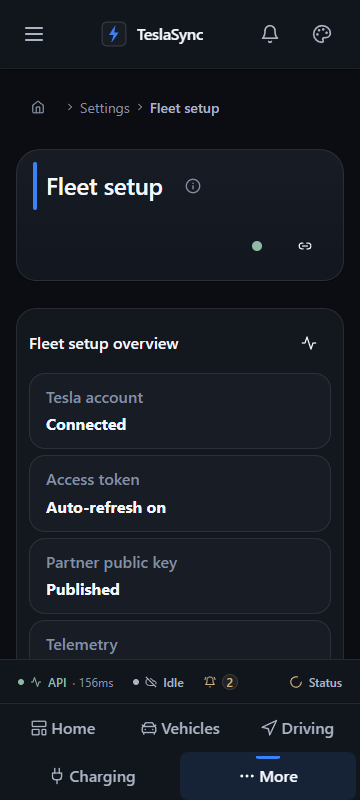 TeslaSync
Settings Fleet setup
Fleet setup
Fleet setup overview
Tesla account
Connected
Access token
Auto-refresh on
Partner public key
Published
Telemetry
API · 156ms Idle 2 Status
Home Vehicles Driving
Charging More